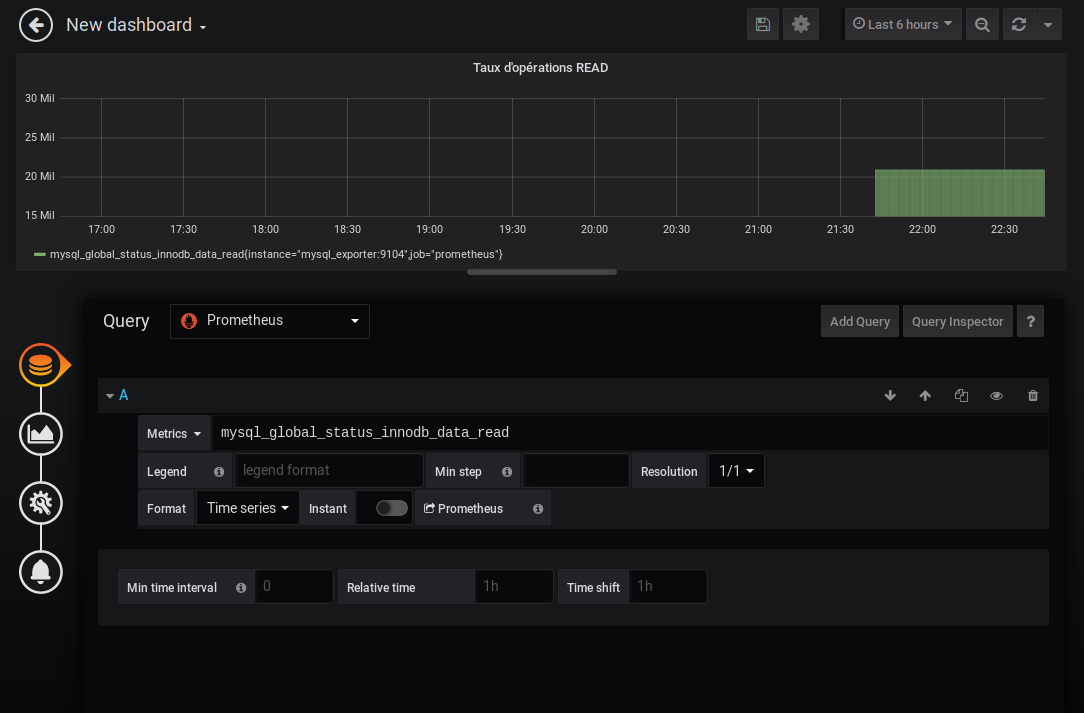 New dashboard
Last 6 hours
Taux d'opérations READ
30 Mil
25 Mil
20 Mil
15 Mil
17:00 17:30 18:00 18:30 19:00 19:30 20:00 20:30 21:00 21:30 22:00 22:30
mysql_global_status_innodb_data_read{instance="mysql_exporter:9104",job="prometheus"}
Query Prometheus Add Query Query Inspector ?
A
Metrics mysql_global_status_innodb_data_read
Legend legend format Min step Resolution 1/1
Format Time series Instant Prometheus
Min time interval 0 Relative time 1h Time shift 1h